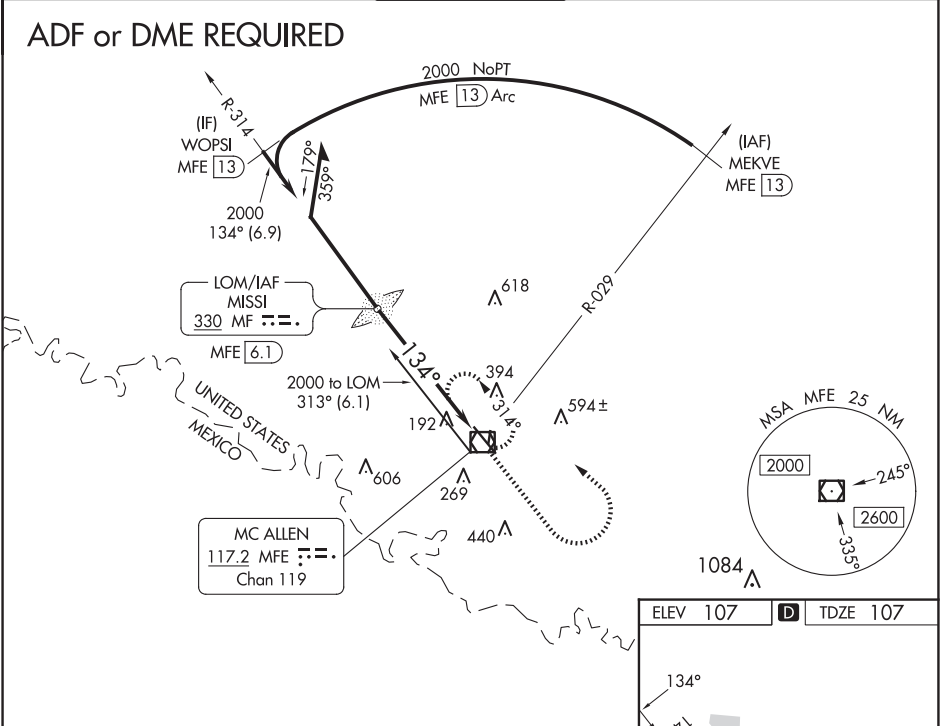 ADF or DME REQUIRED
2000 NoPT
MFE 13 Arc
R-314
(IF)
WOPSI
MFE 13
179°
359°
(IAF)
MEKVE
MFE 13
2000
134° (6.9)
LOM/IAF
MISSI
330 MF
MFE 6.1
618
R-029
134°
2000 to LOM
313° (6.1)
394
314°
192
594±
UNITED STATES
MEXICO
606
269
440
MC ALLEN
117.2 MFE
Chan 119
MSA MFE 25 NM
2000
245°
2600
335°
1084
ELEV 107 D TDZE 107
134°